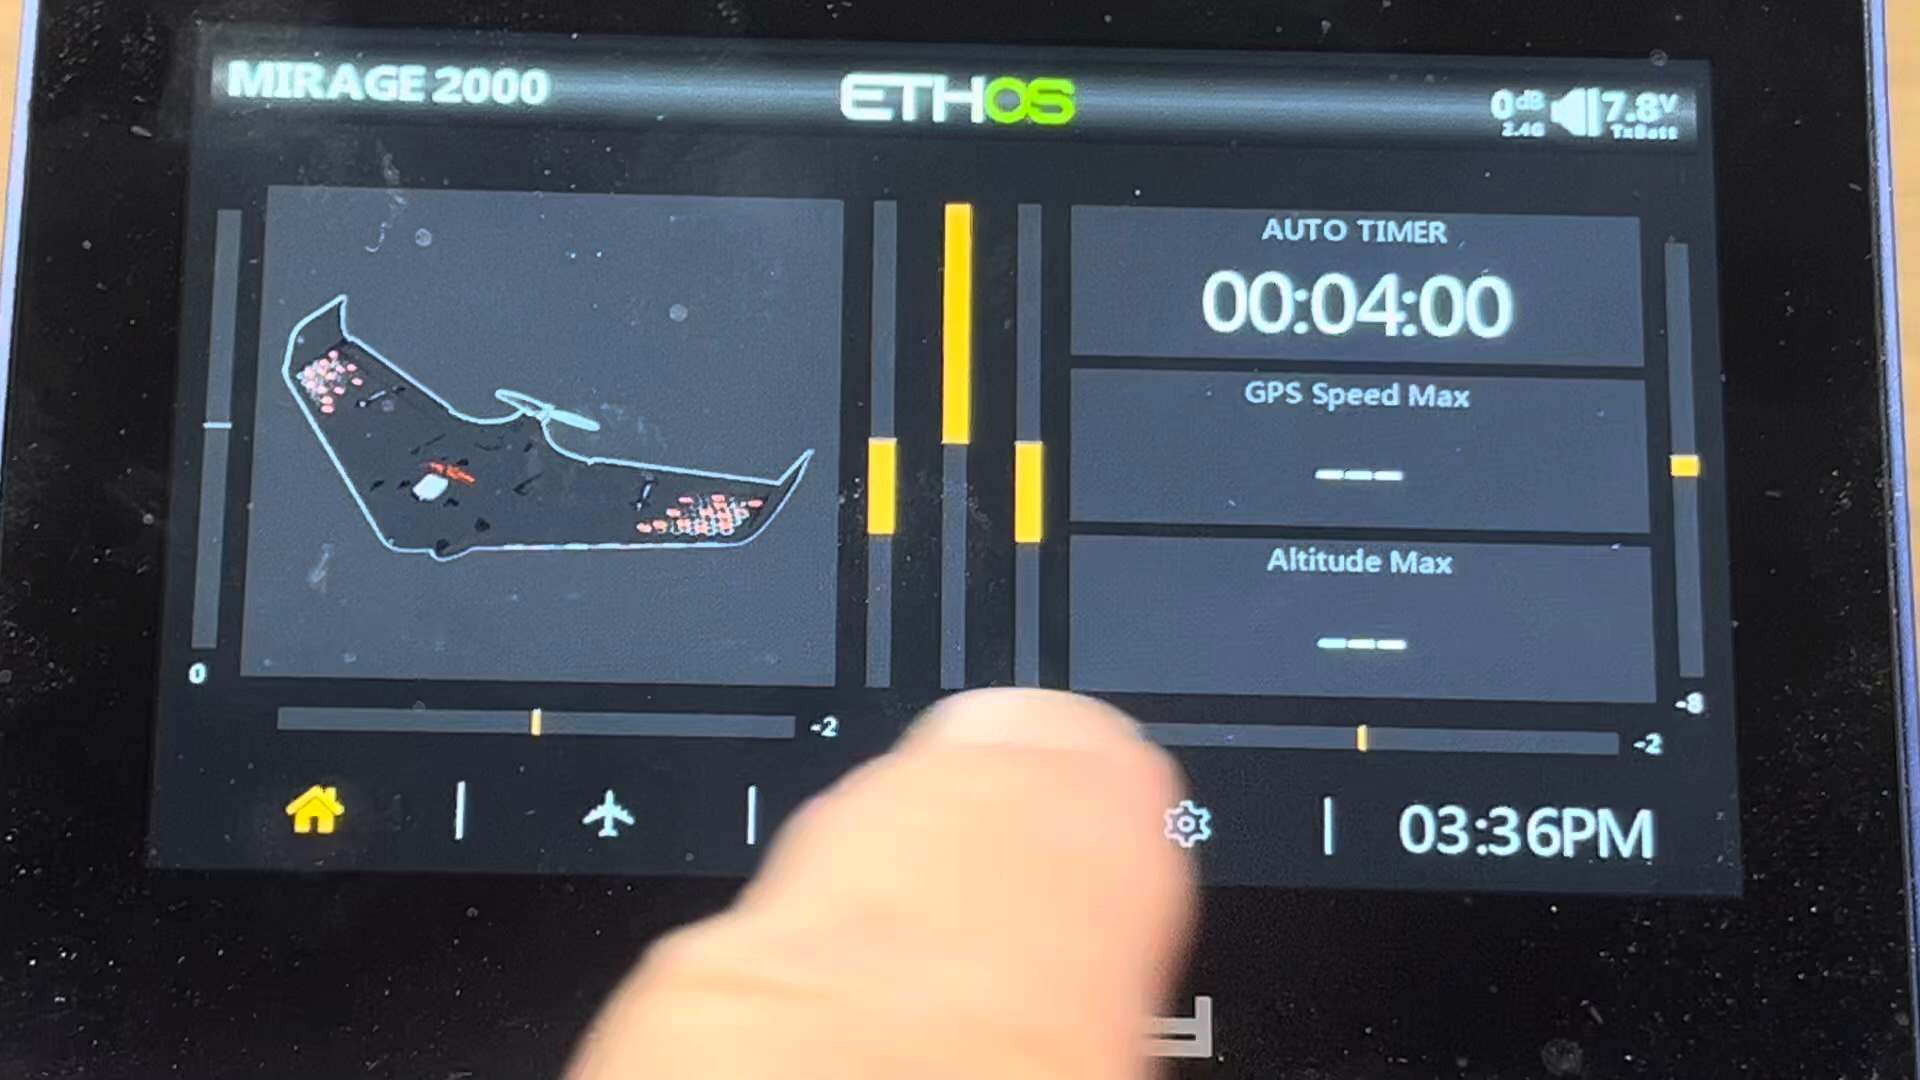 MIRAGE 2000
ETHOS
0dB
2.4G
7.8V
TxBatt
AUTO TIMER
00:04:00
GPS Speed Max
---
Altitude Max
---
0
-2
-8
-2
03:36PM